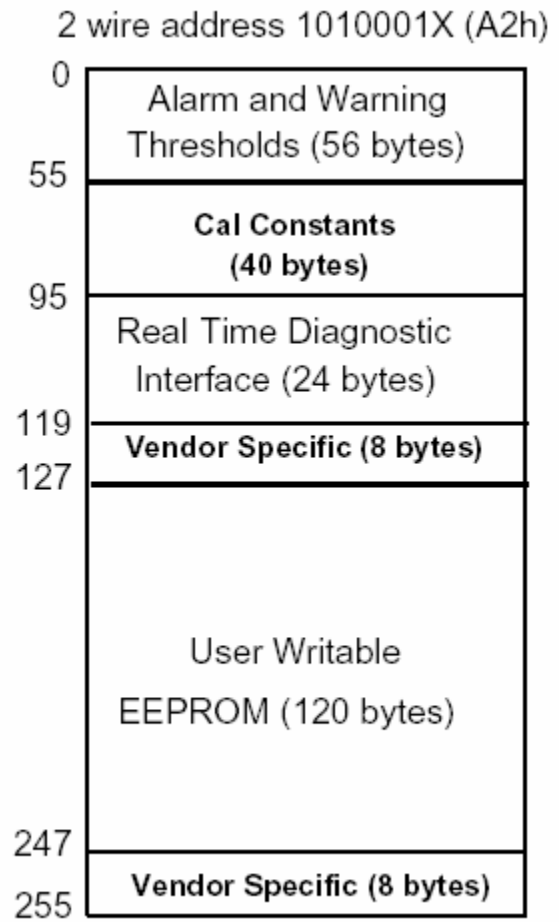 2 wire address 1010001X (A2h)
0
Alarm and Warning
Thresholds (56 bytes)
55
Cal Constants
(40 bytes)
95
Real Time Diagnostic
Interface (24 bytes)
119
Vendor Specific (8 bytes)
127
User Writable
EEPROM (120 bytes)
247
Vendor Specific (8 bytes)
255